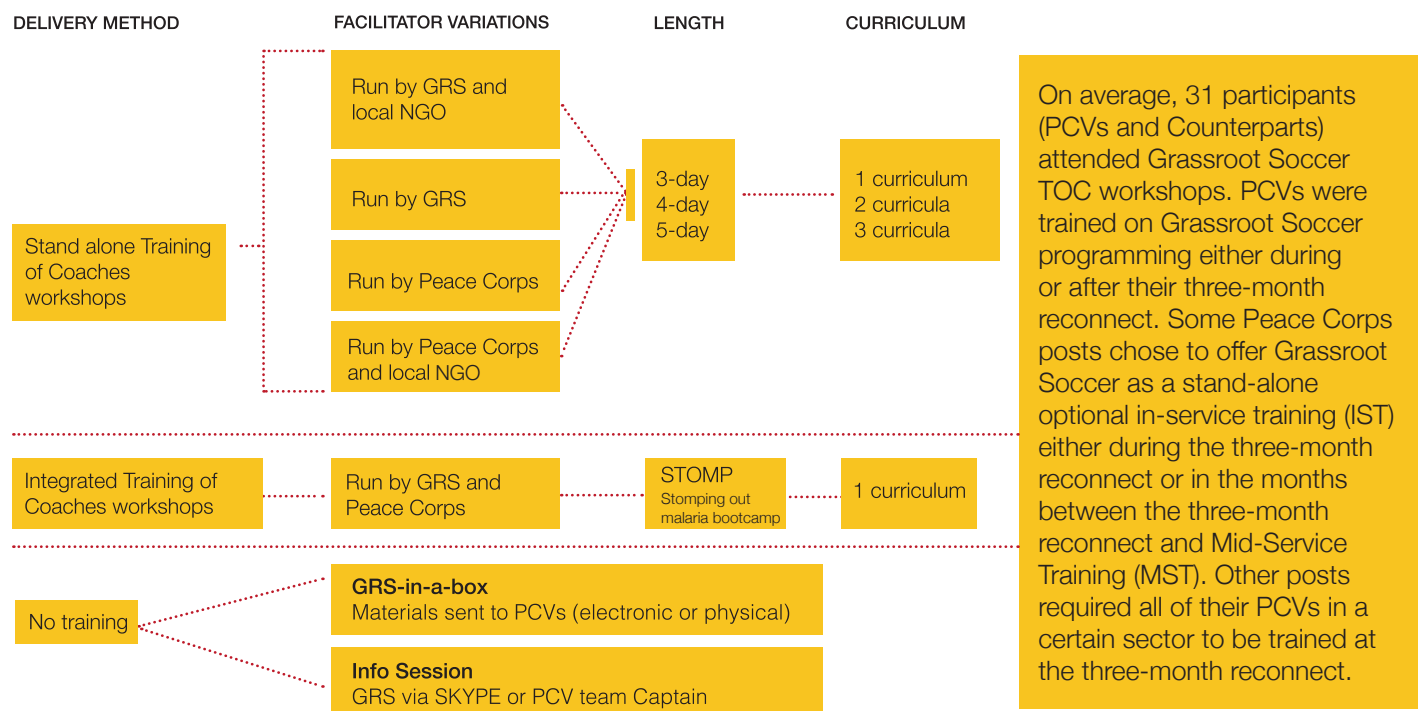 DELIVERY METHOD
FACILITATOR VARIATIONS
LENGTH
CURRICULUM
Stand alone Training
of Coaches
workshops
Run by GRS and
local NGO
Run by GRS
Run by Peace Corps
Run by Peace Corps
and local NGO
3-day
4-day
5-day
1 curriculum
2 curricula
3 curricula
Integrated Training of
Coaches workshops
Run by GRS and
Peace Corps
STOMP
Stomping out
malaria bootcamp
1 curriculum
No training
GRS-in-a-box
Materials sent to PCVs (electronic or physical)
Info Session
GRS via SKYPE or PCV team Captain
On average, 31 participants
(PCVs and Counterparts)
attended Grassroot Soccer
TOC workshops. PCVs were
trained on Grassroot Soccer
programming either during
or after their three-month
reconnect. Some Peace Corps
posts chose to offer Grassroot
Soccer as a stand-alone
optional in-service training (IST)
either during the three-month
reconnect or in the months
between the three-month
reconnect and Mid-Service
Training (MST). Other posts
required all of their PCVs in a
certain sector to be trained at
the three-month reconnect.